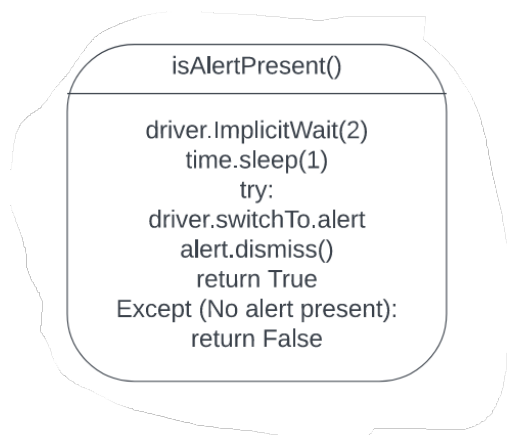 isAlertPresent()
driver.ImplicitWait(2)
time.sleep(1)
try:
driver.switchTo.alert
alert.dismiss()
return True
Except (No alert present):
return False